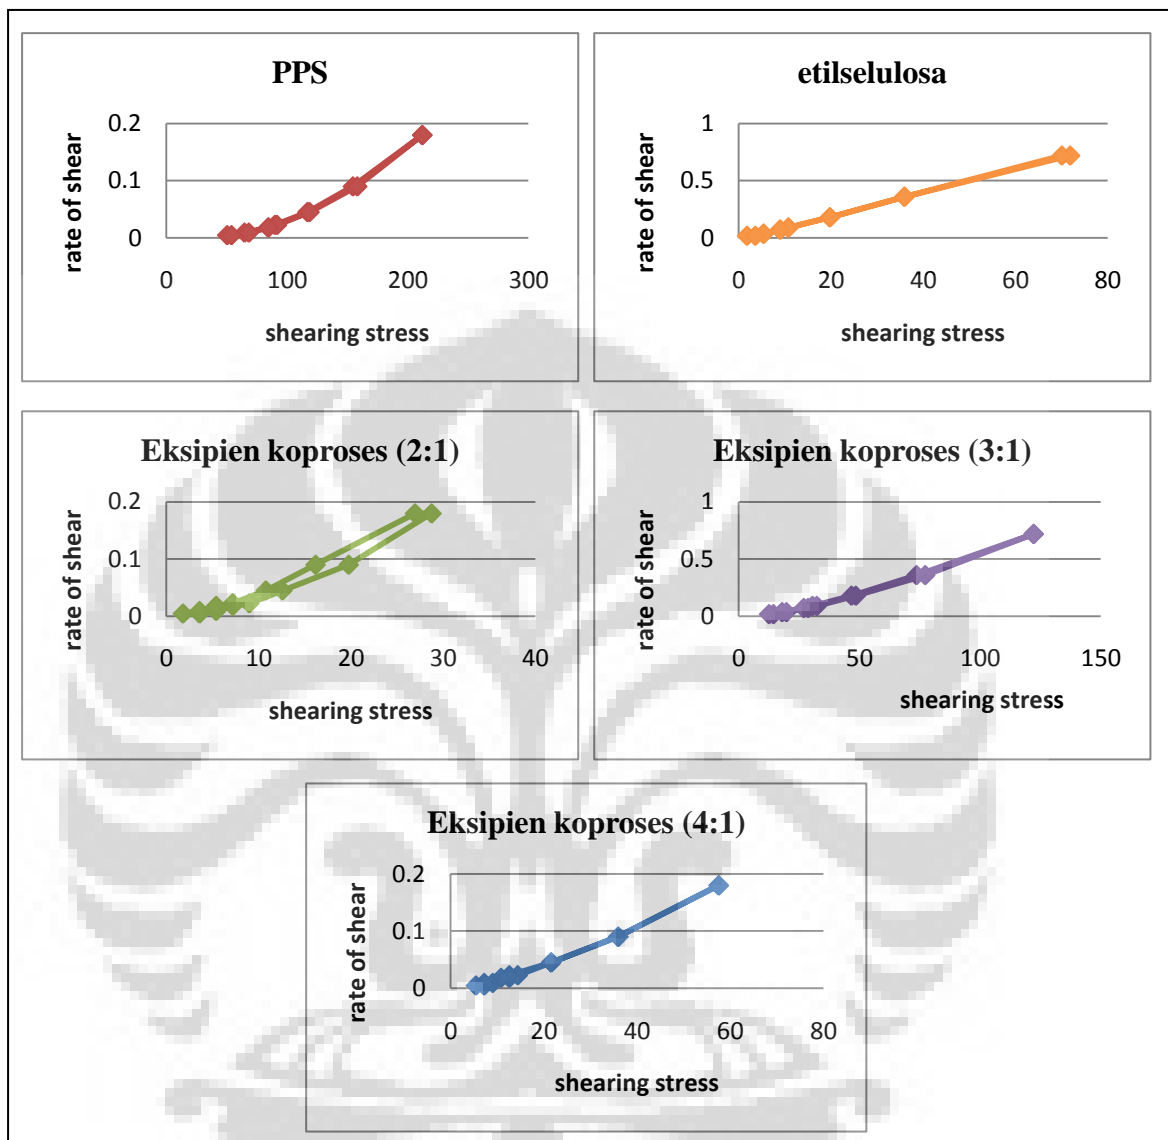 PPS
0.2
0.1
0
rate of shear
0 100 200 300
shearing stress
etilselulosa
1
0.5
0
rate of shear
0 20 40 60 80
shearing stress
Eksipien koproses (2:1)
0.2
0.1
0
rate of shear
0 10 20 30 40
shearing stress
Eksipien koproses (3:1)
1
0.5
0
rate of shear
0 50 100 150
shearing stress
Eksipien koproses (4:1)
0.2
0.1
0
rate of shear
0 20 40 60 80
shearing stress